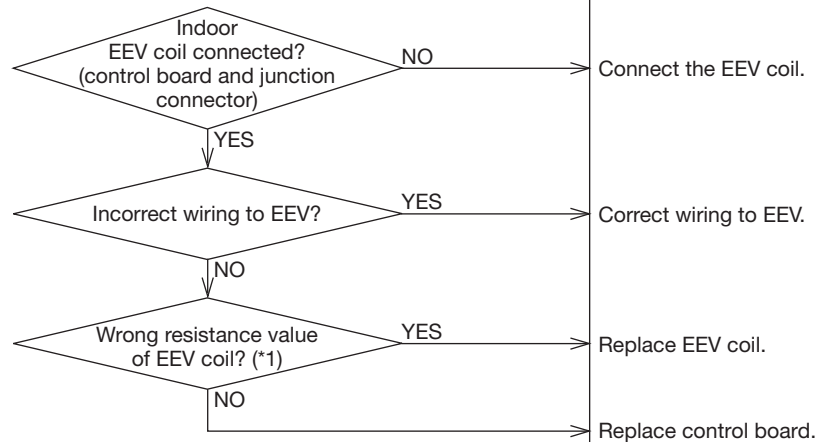 Indoor
EEV coil connected?
(control board and junction
connector)
NO
Connect the EEV coil.
YES
Incorrect wiring to EEV?
YES
Correct wiring to EEV.
NO
Wrong resistance value
of EEV coil? (*1)
YES
Replace EEV coil.
NO
Replace control board.